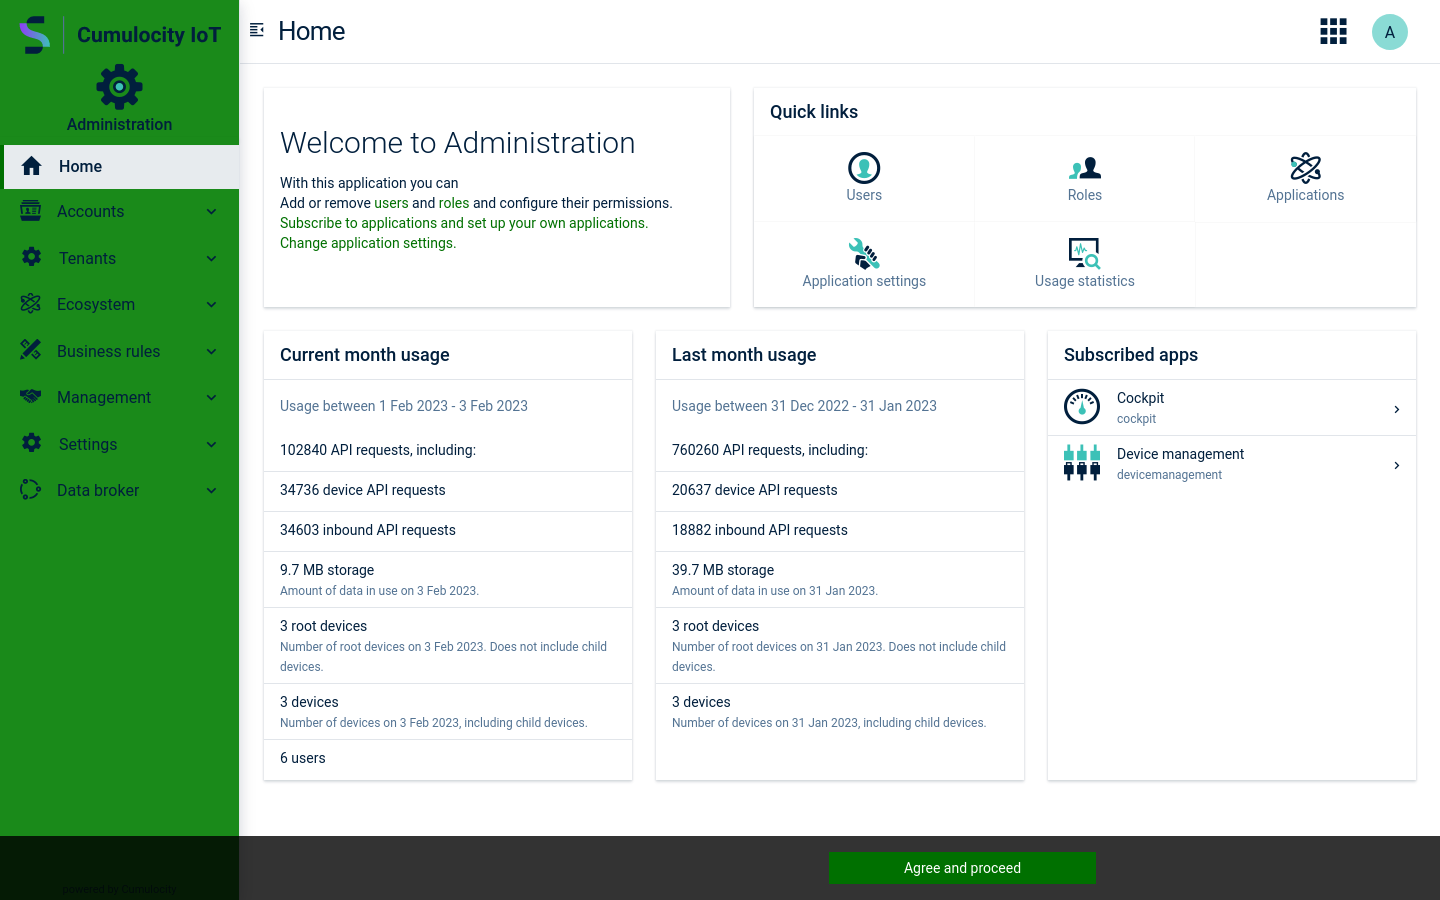 Cumulocity IoT
Administration
Home
Accounts
Tenants
Ecosystem
Business rules
Management
Settings
Data broker
powered by Cumulocity
Home
A
Welcome to Administration
With this application you can
Add or remove users and roles and configure their permissions.
Subscribe to applications and set up your own applications.
Change application settings.
Quick links
Users
Roles
Applications
Application settings
Usage statistics
Current month usage
Usage between 1 Feb 2023 - 3 Feb 2023
102840 API requests, including:
34736 device API requests
34603 inbound API requests
9.7 MB storage
Amount of data in use on 3 Feb 2023.
3 root devices
Number of root devices on 3 Feb 2023. Does not include child
devices.
3 devices
Number of devices on 3 Feb 2023, including child devices.
6 users
Last month usage
Usage between 31 Dec 2022 - 31 Jan 2023
760260 API requests, including:
20637 device API requests
18882 inbound API requests
39.7 MB storage
Amount of data in use on 31 Jan 2023.
3 root devices
Number of root devices on 31 Jan 2023. Does not include child
devices.
3 devices
Number of devices on 31 Jan 2023, including child devices.
Subscribed apps
Cockpit
cockpit
Device management
devicemanagement
Agree and proceed